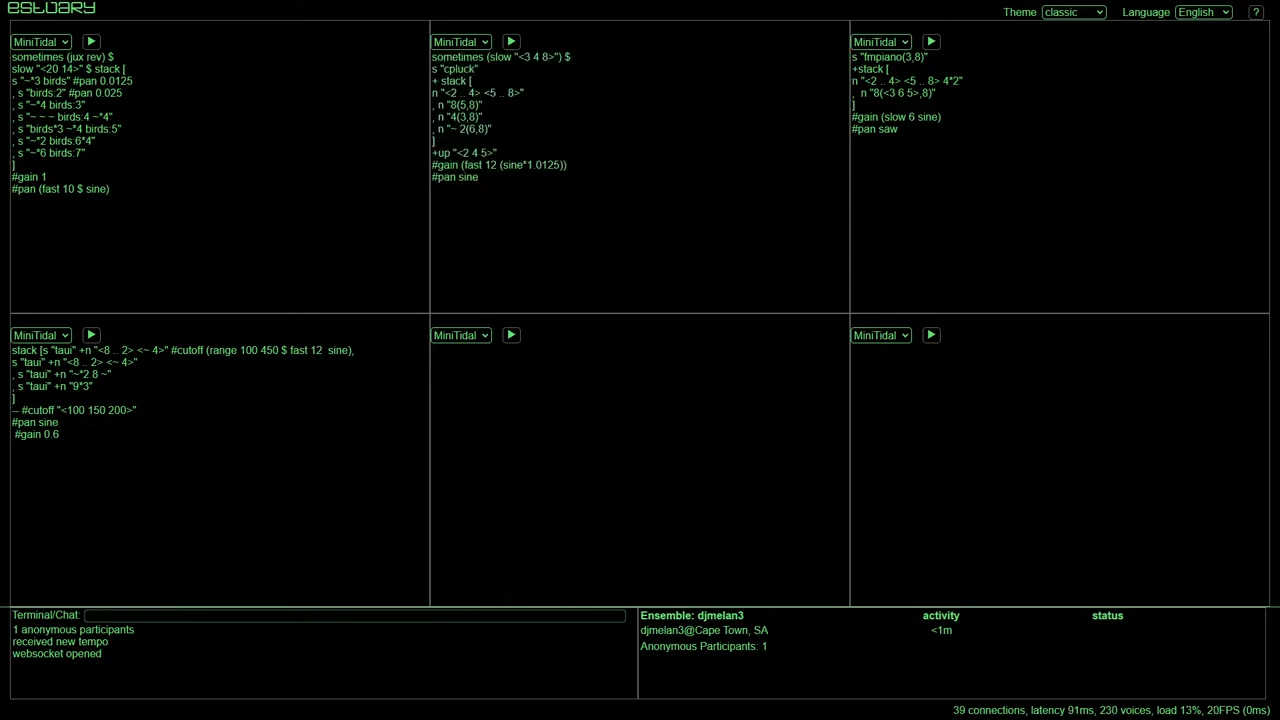 estuary
Theme classic Language English ?
MiniTidal
sometimes (jux rev) $
slow "<20 14>" $ stack [
s "~*3 birds" #pan 0.0125
, s "birds:2" #pan 0.025
, s "~*4 birds:3"
, s "~ ~ ~ birds:4 ~*4"
, s "birds*3 ~*4 birds:5"
, s "~*2 birds:6*4"
, s "~*6 birds:7"
]
#gain 1
#pan (fast 10 $ sine)
MiniTidal
sometimes (slow "<3 4 8>") $
s "cpluck"
+ stack [
n "<2 .. 4> <5 .. 8>"
, n "8(5,8)"
, n "4(3,8)"
, n "~ 2(6,8)"
]
+up "<2 4 5>"
#gain (fast 12 (sine*1.0125))
#pan sine
MiniTidal
s "fmpiano(3,8)"
+stack [
n "<2 .. 4> <5 .. 8> 4*2"
, n "8(<3 6 5>,8)"
]
#gain (slow 6 sine)
#pan saw
MiniTidal
stack [s "taui" +n "<8 .. 2> <~ 4>" #cutoff (range 100 450 $ fast 12  sine),
s "taui" +n "<8 .. 2> <~ 4>"
, s "taui" +n "~*2 8 ~"
, s "taui" +n "9*3"
]
-- #cutoff "<100 150 200>"
#pan sine
#gain 0.6
MiniTidal
MiniTidal
Terminal/Chat:
1 anonymous participants
received new tempo
websocket opened
Ensemble: djmelan3 activity status
djmelan3@Cape Town, SA <1m
Anonymous Participants: 1
39 connections, latency 91ms, 230 voices, load 13%, 20FPS (0ms)